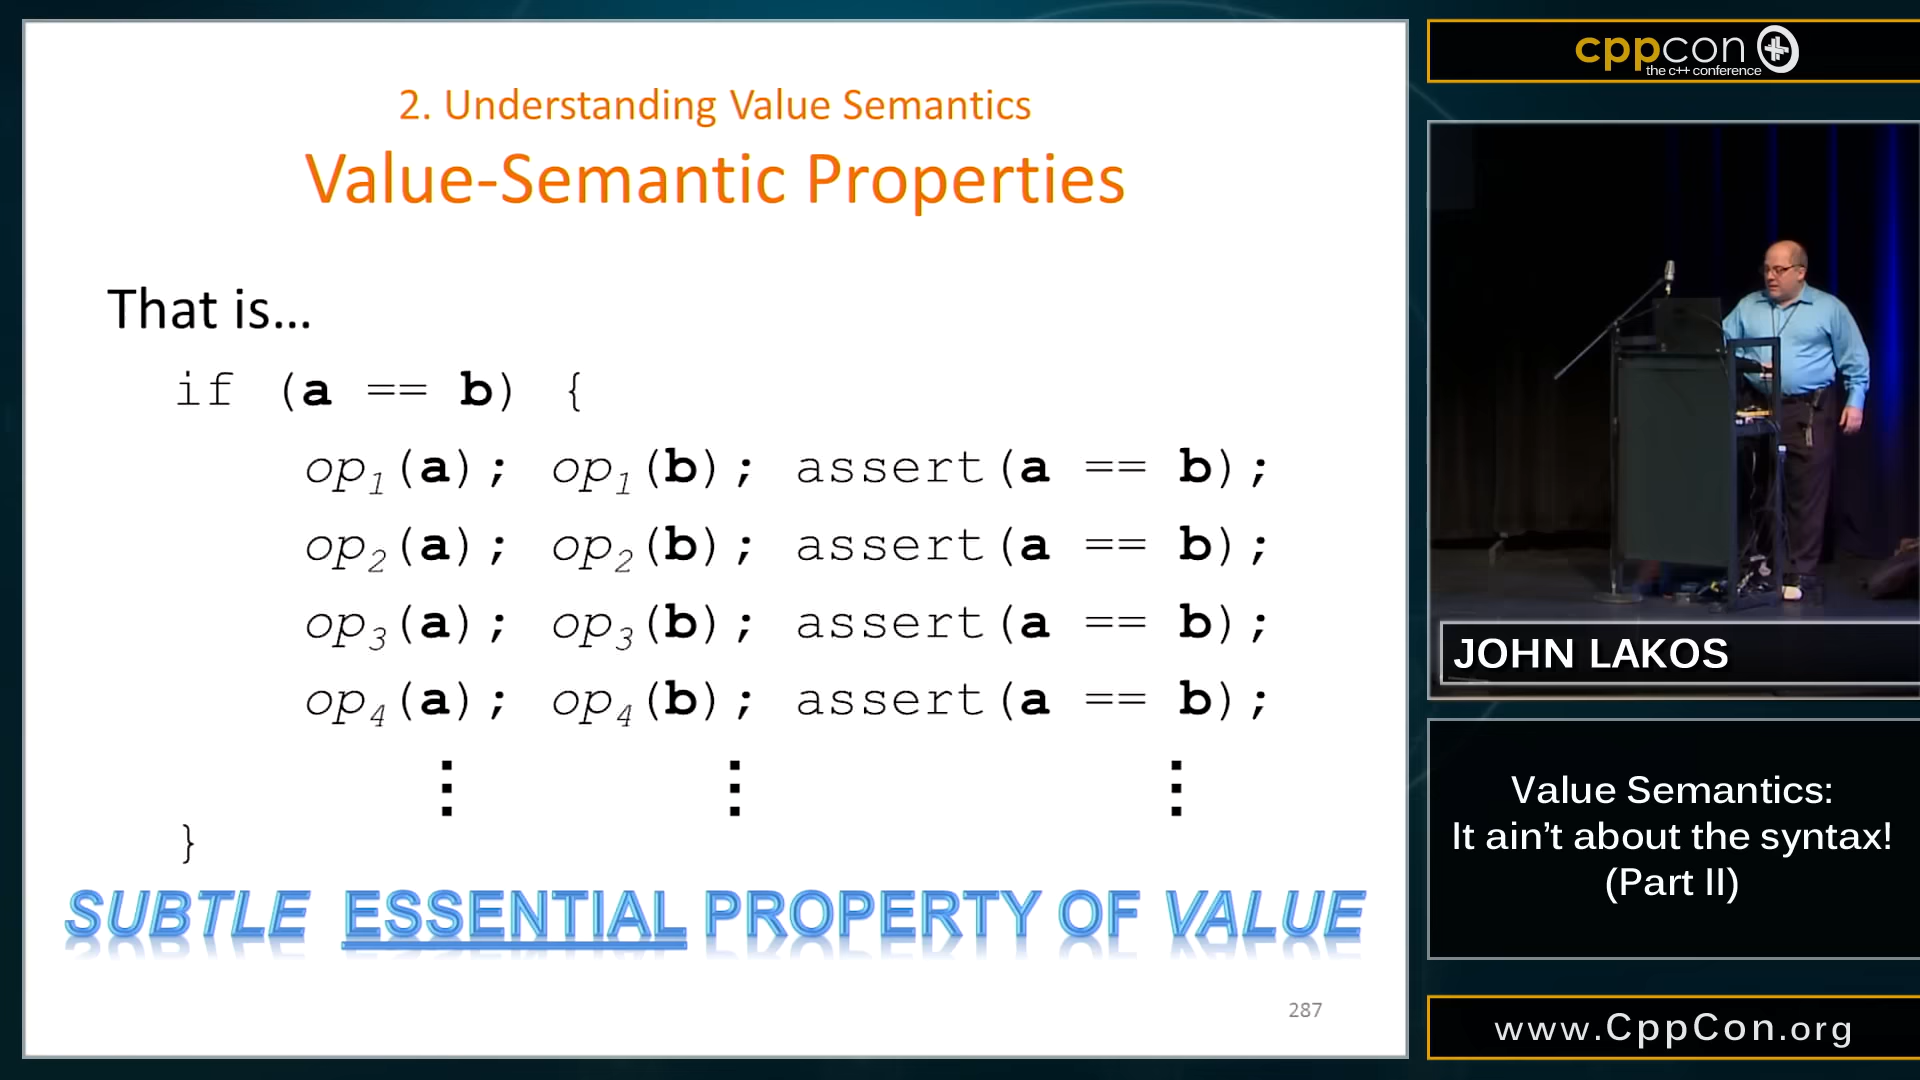 2. Understanding Value Semantics
Value-Semantic Properties
That is…
if (a == b) {
op1(a); op1(b); assert(a == b);
op2(a); op2(b); assert(a == b);
op3(a); op3(b); assert(a == b);
op4(a); op4(b); assert(a == b);
⋮ ⋮ ⋮
}
SUBTLE ESSENTIAL PROPERTY OF VALUE
287
cppcon
the c++ conference
JOHN LAKOS
Value Semantics:
It ain't about the syntax!
(Part II)
www.CppCon.org